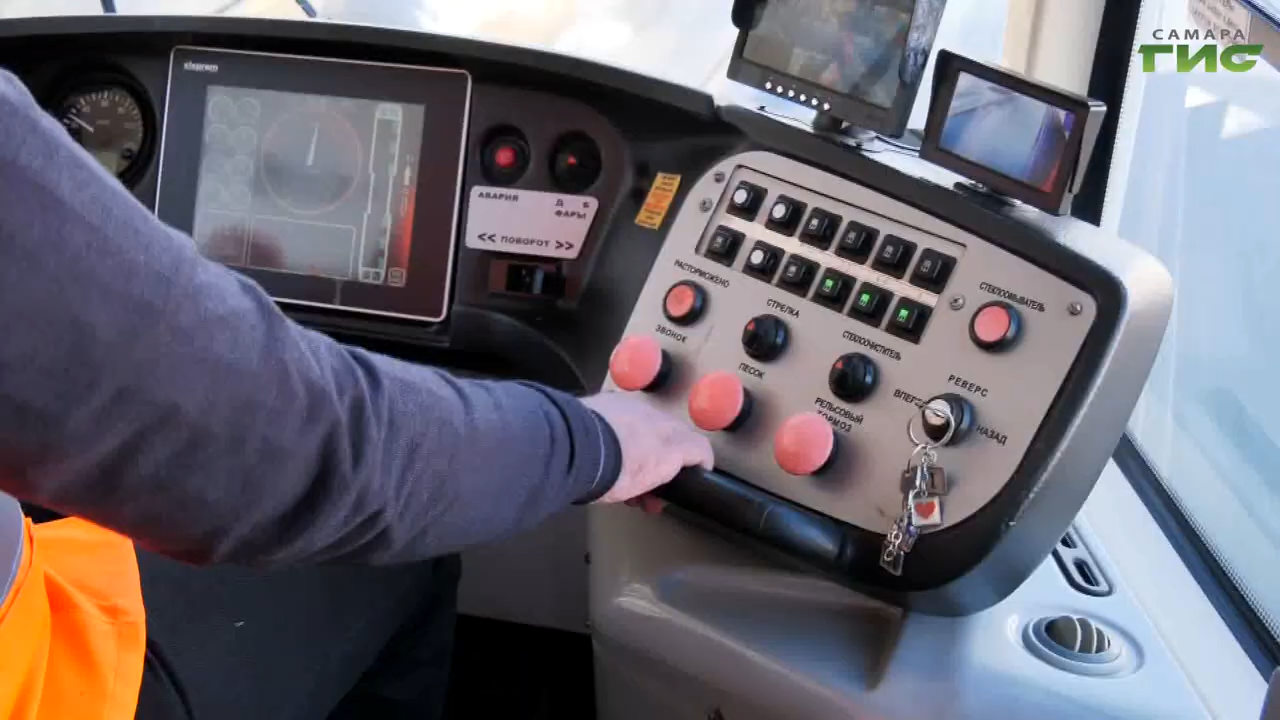 САМАРА
ГИС
АВАРИЯ
Д Б
ФАРЫ
<< ПОВОРОТ >>
РАСТОРМОЖЕНО
СТРЕЛКА
СТЕКЛООМЫВАТЕЛЬ
ЗВОНОК
ПЕСОК
СТЕКЛООЧИСТИТЕЛЬ
РЕЛЬСОВЫЙ
ТОРМОЗ
РЕВЕРС
НАЗАД